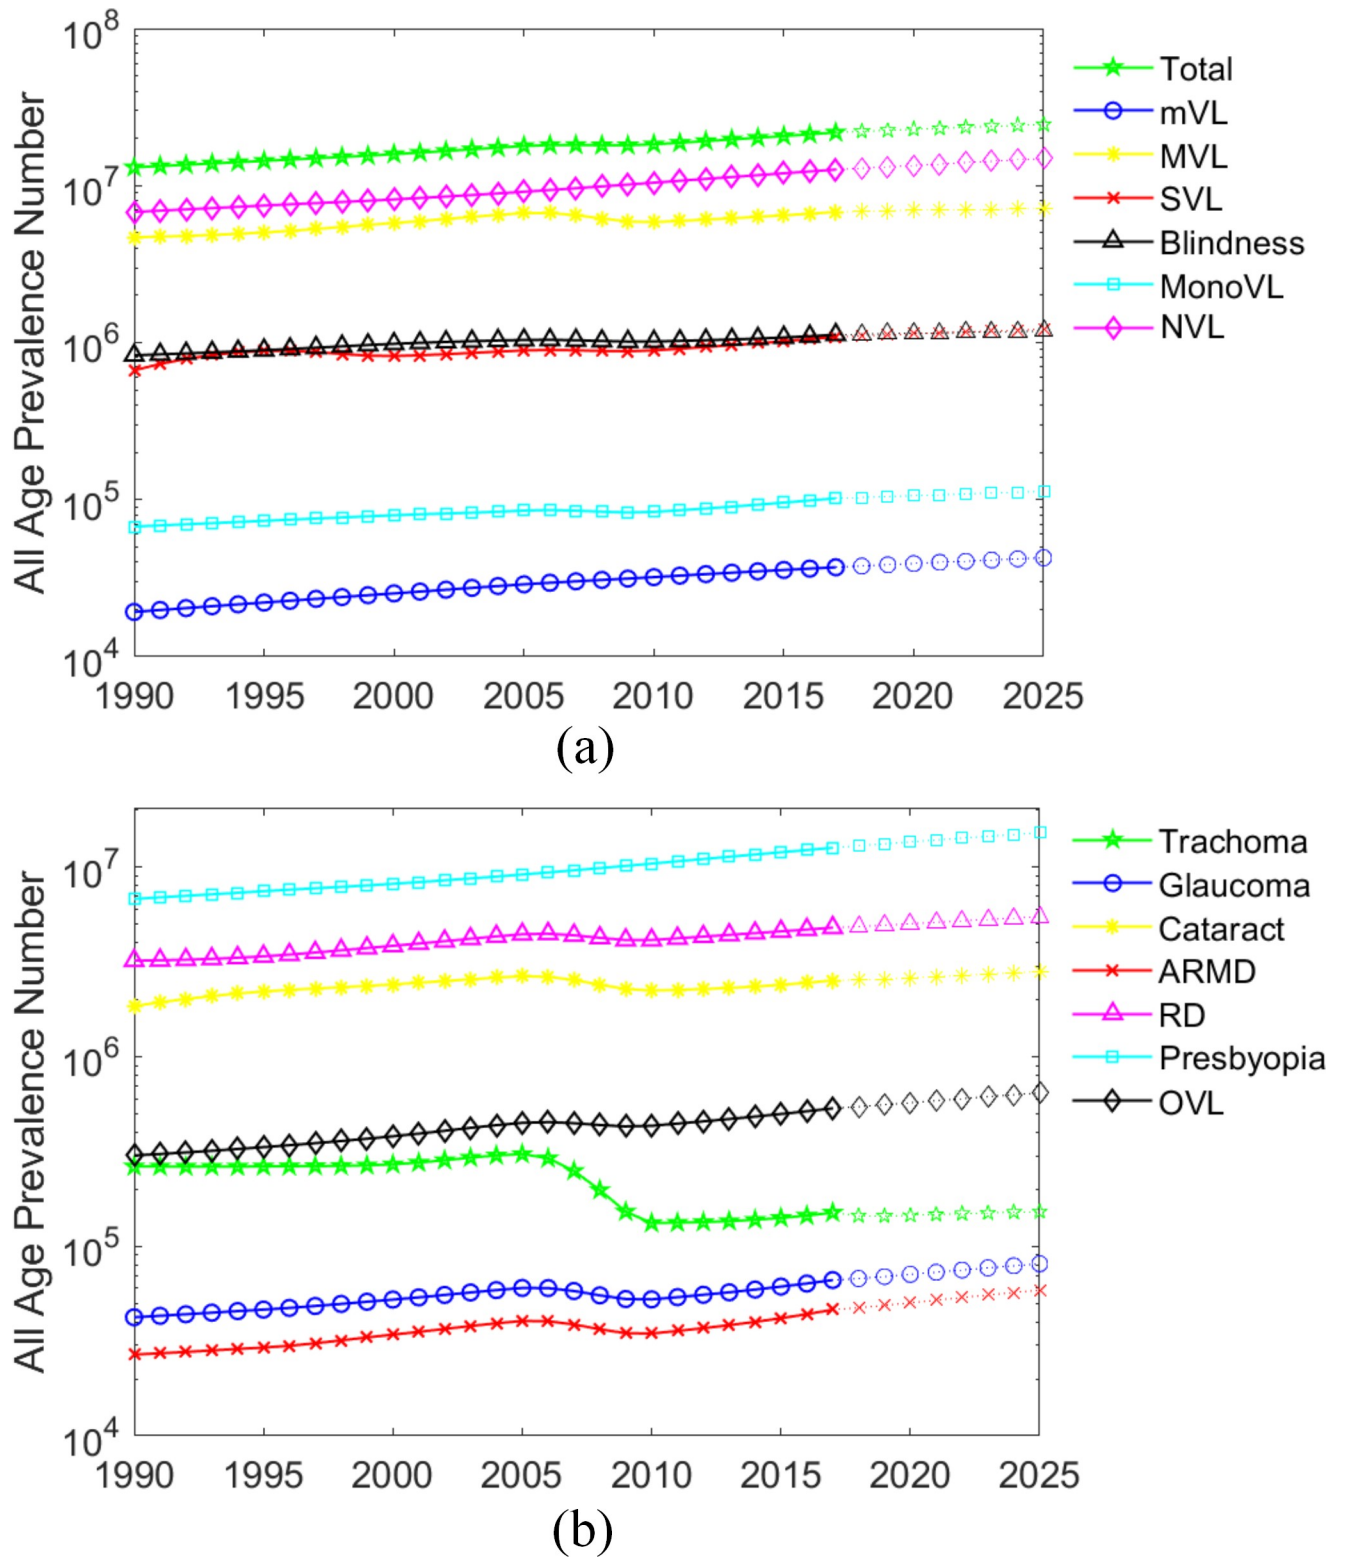 All Age Prevalence Number
10^8
10^7
10^6
10^5
10^4
1990 1995 2000 2005 2010 2015 2020 2025
Total
mVL
MVL
SVL
Blindness
MonoVL
NVL
(a)
All Age Prevalence Number
10^7
10^6
10^5
10^4
1990 1995 2000 2005 2010 2015 2020 2025
Trachoma
Glaucoma
Cataract
ARMD
RD
Presbyopia
OVL
(b)